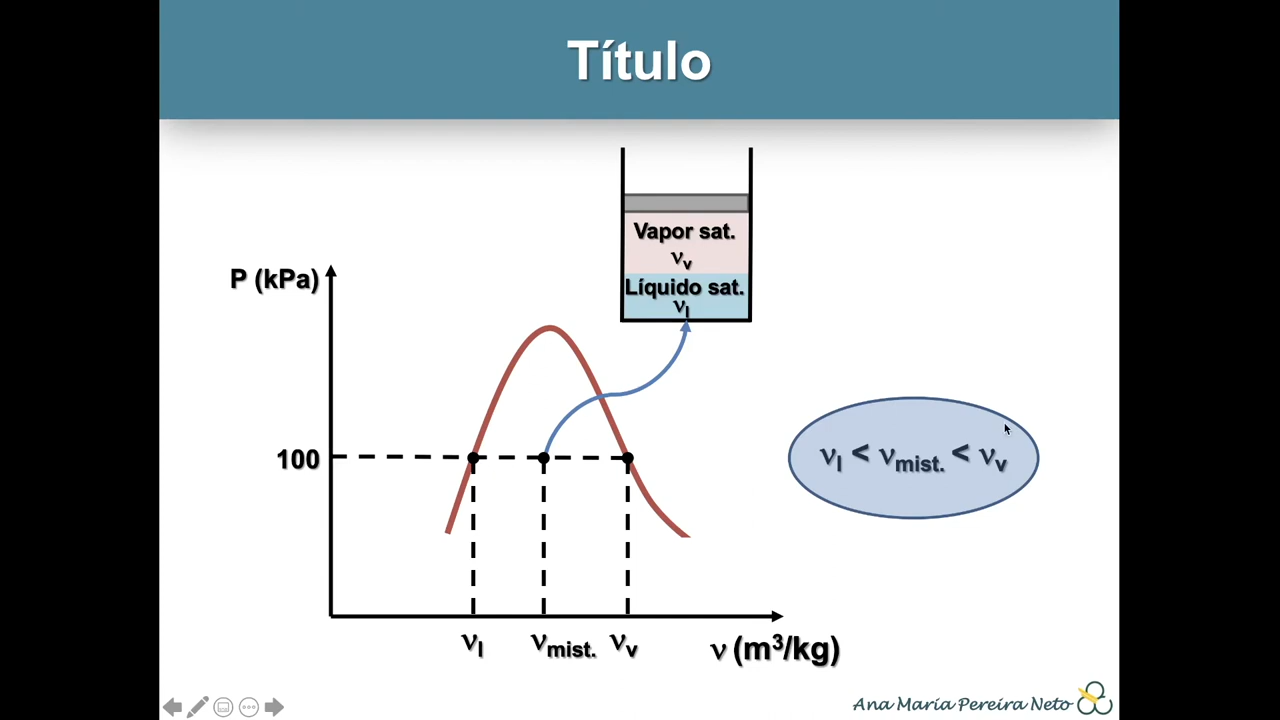 Título
Vapor sat.
νv
Líquido sat.
νl
P (kPa)
100
νl < νmist. < νv
νl νmist. νv ν (m³/kg)
Ana Maria Pereira Neto